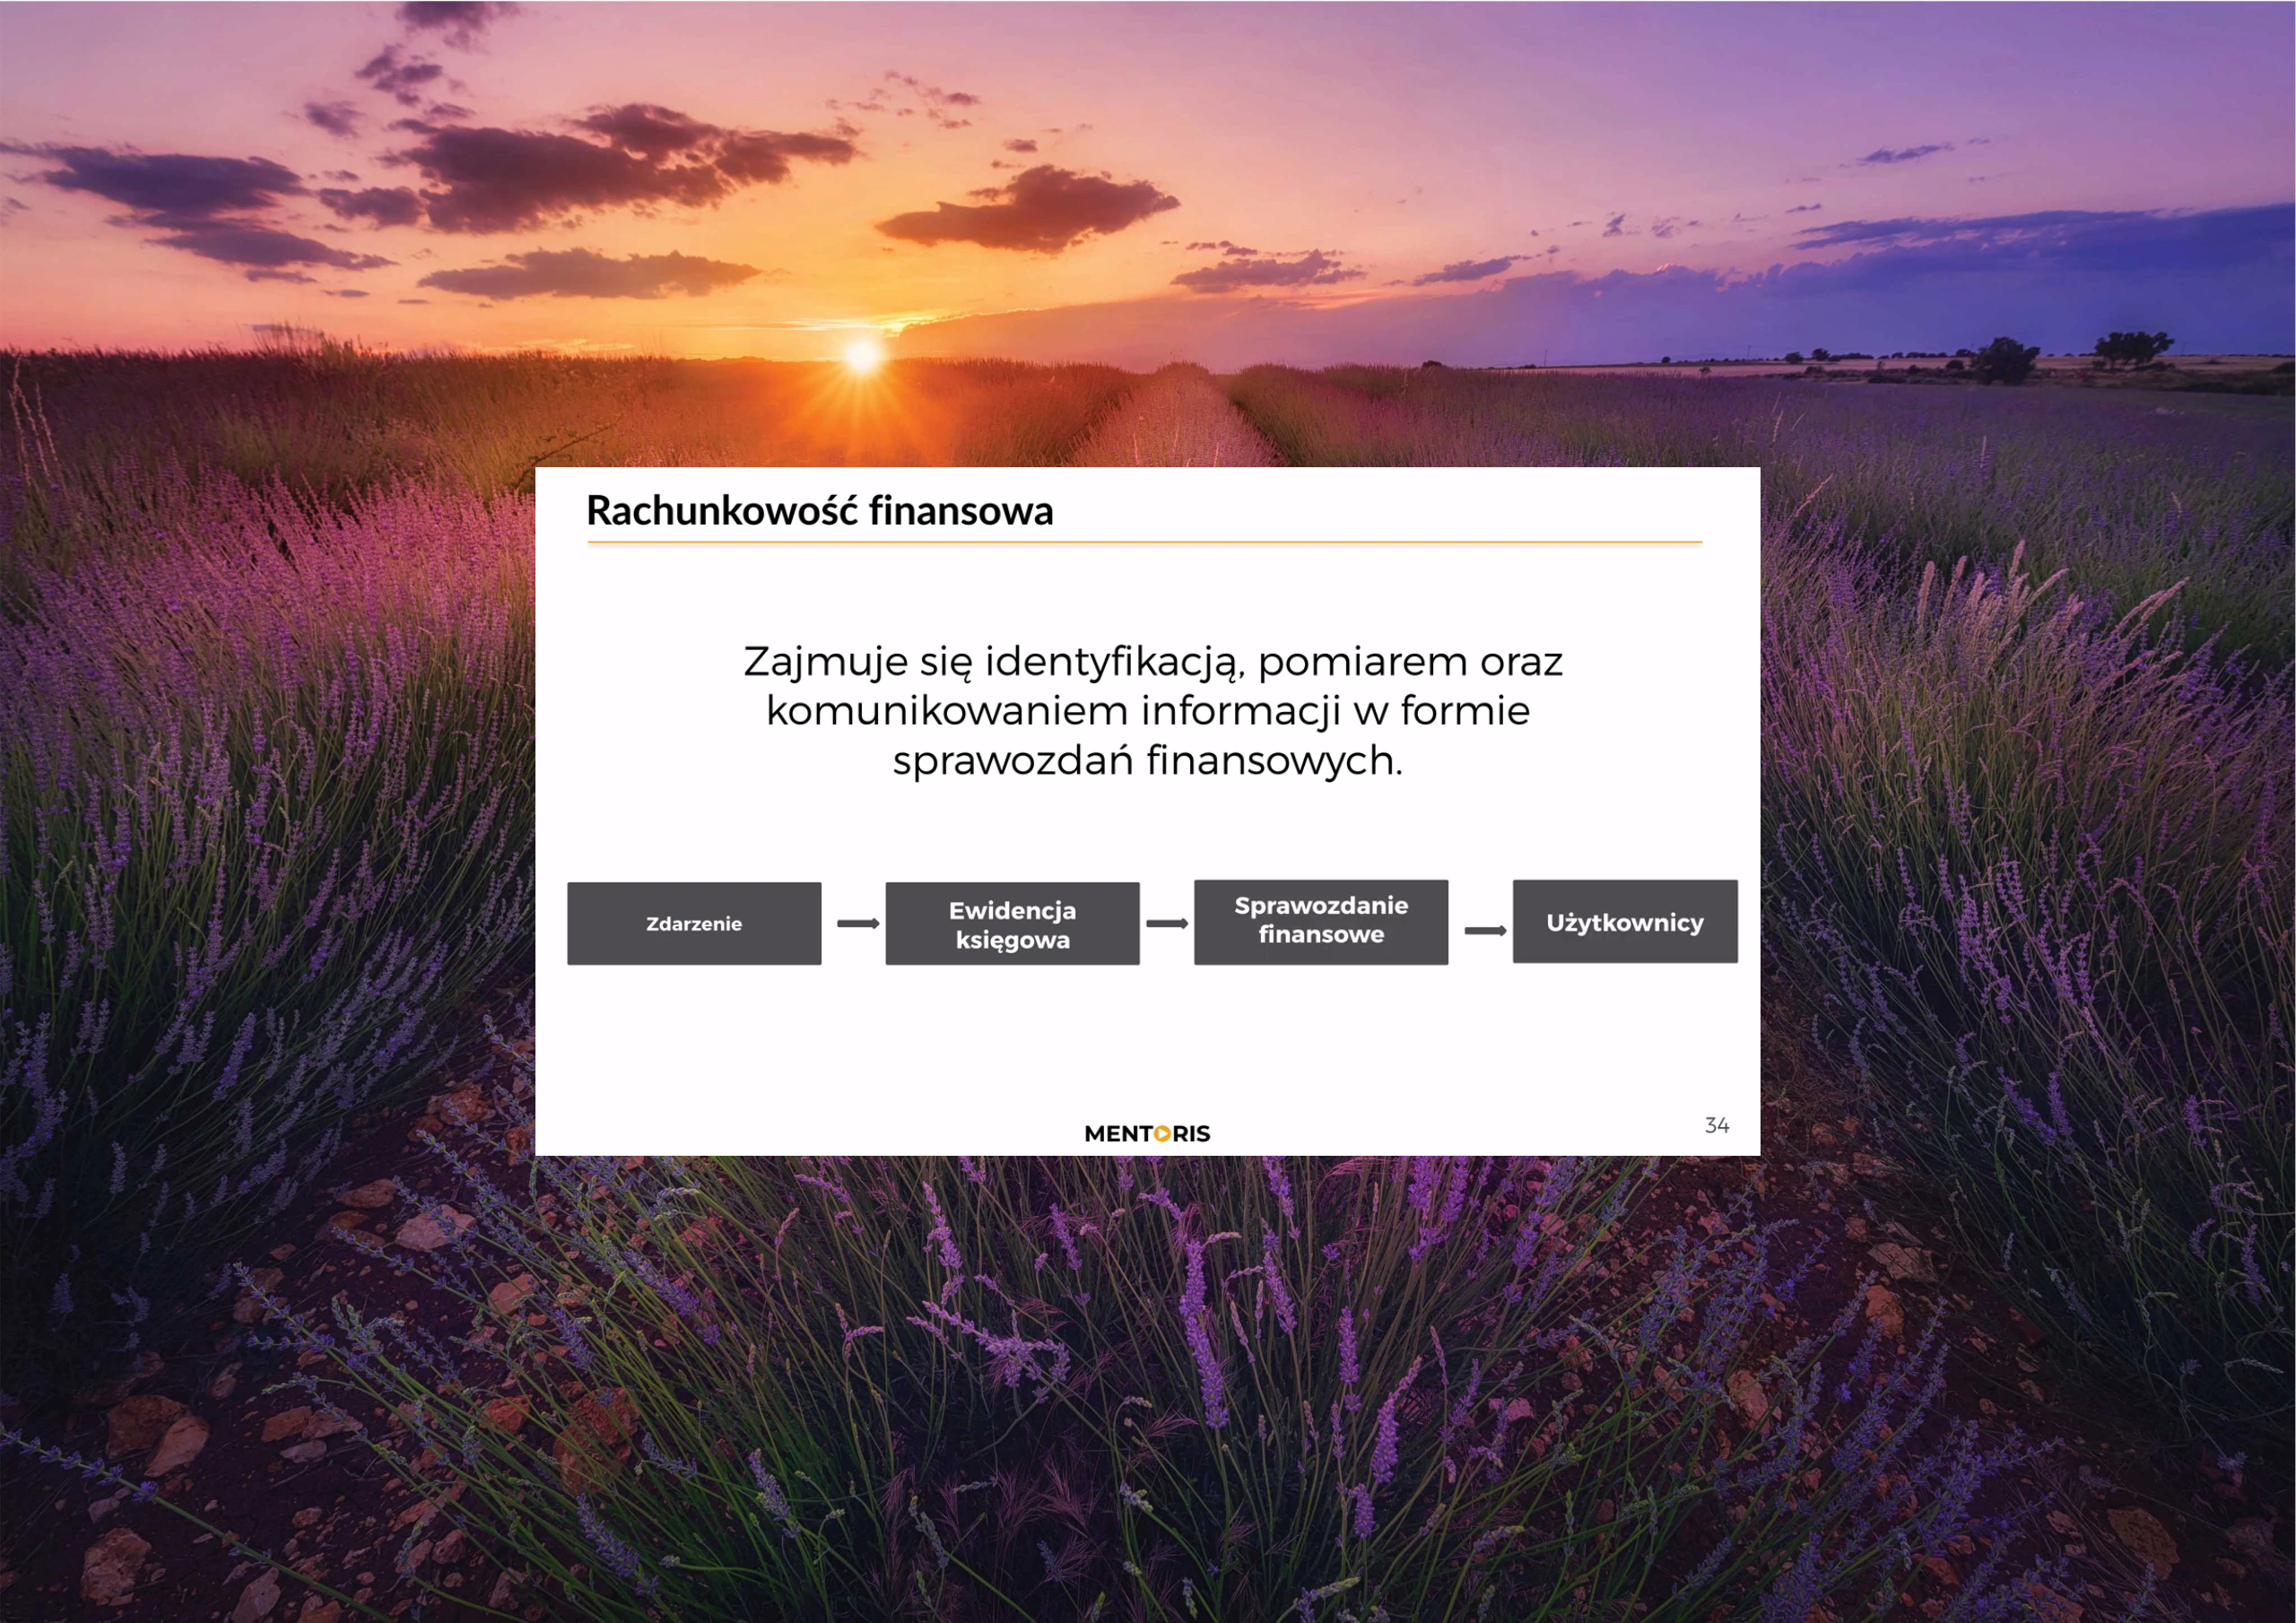 Rachunkowość finansowa
Zajmuje się identyfikacją, pomiarem oraz
komunikowaniem informacji w formie
sprawozdań finansowych.
Zdarzenie
Ewidencja
księgowa
Sprawozdanie
finansowe
Użytkownicy
MENTORIS
34